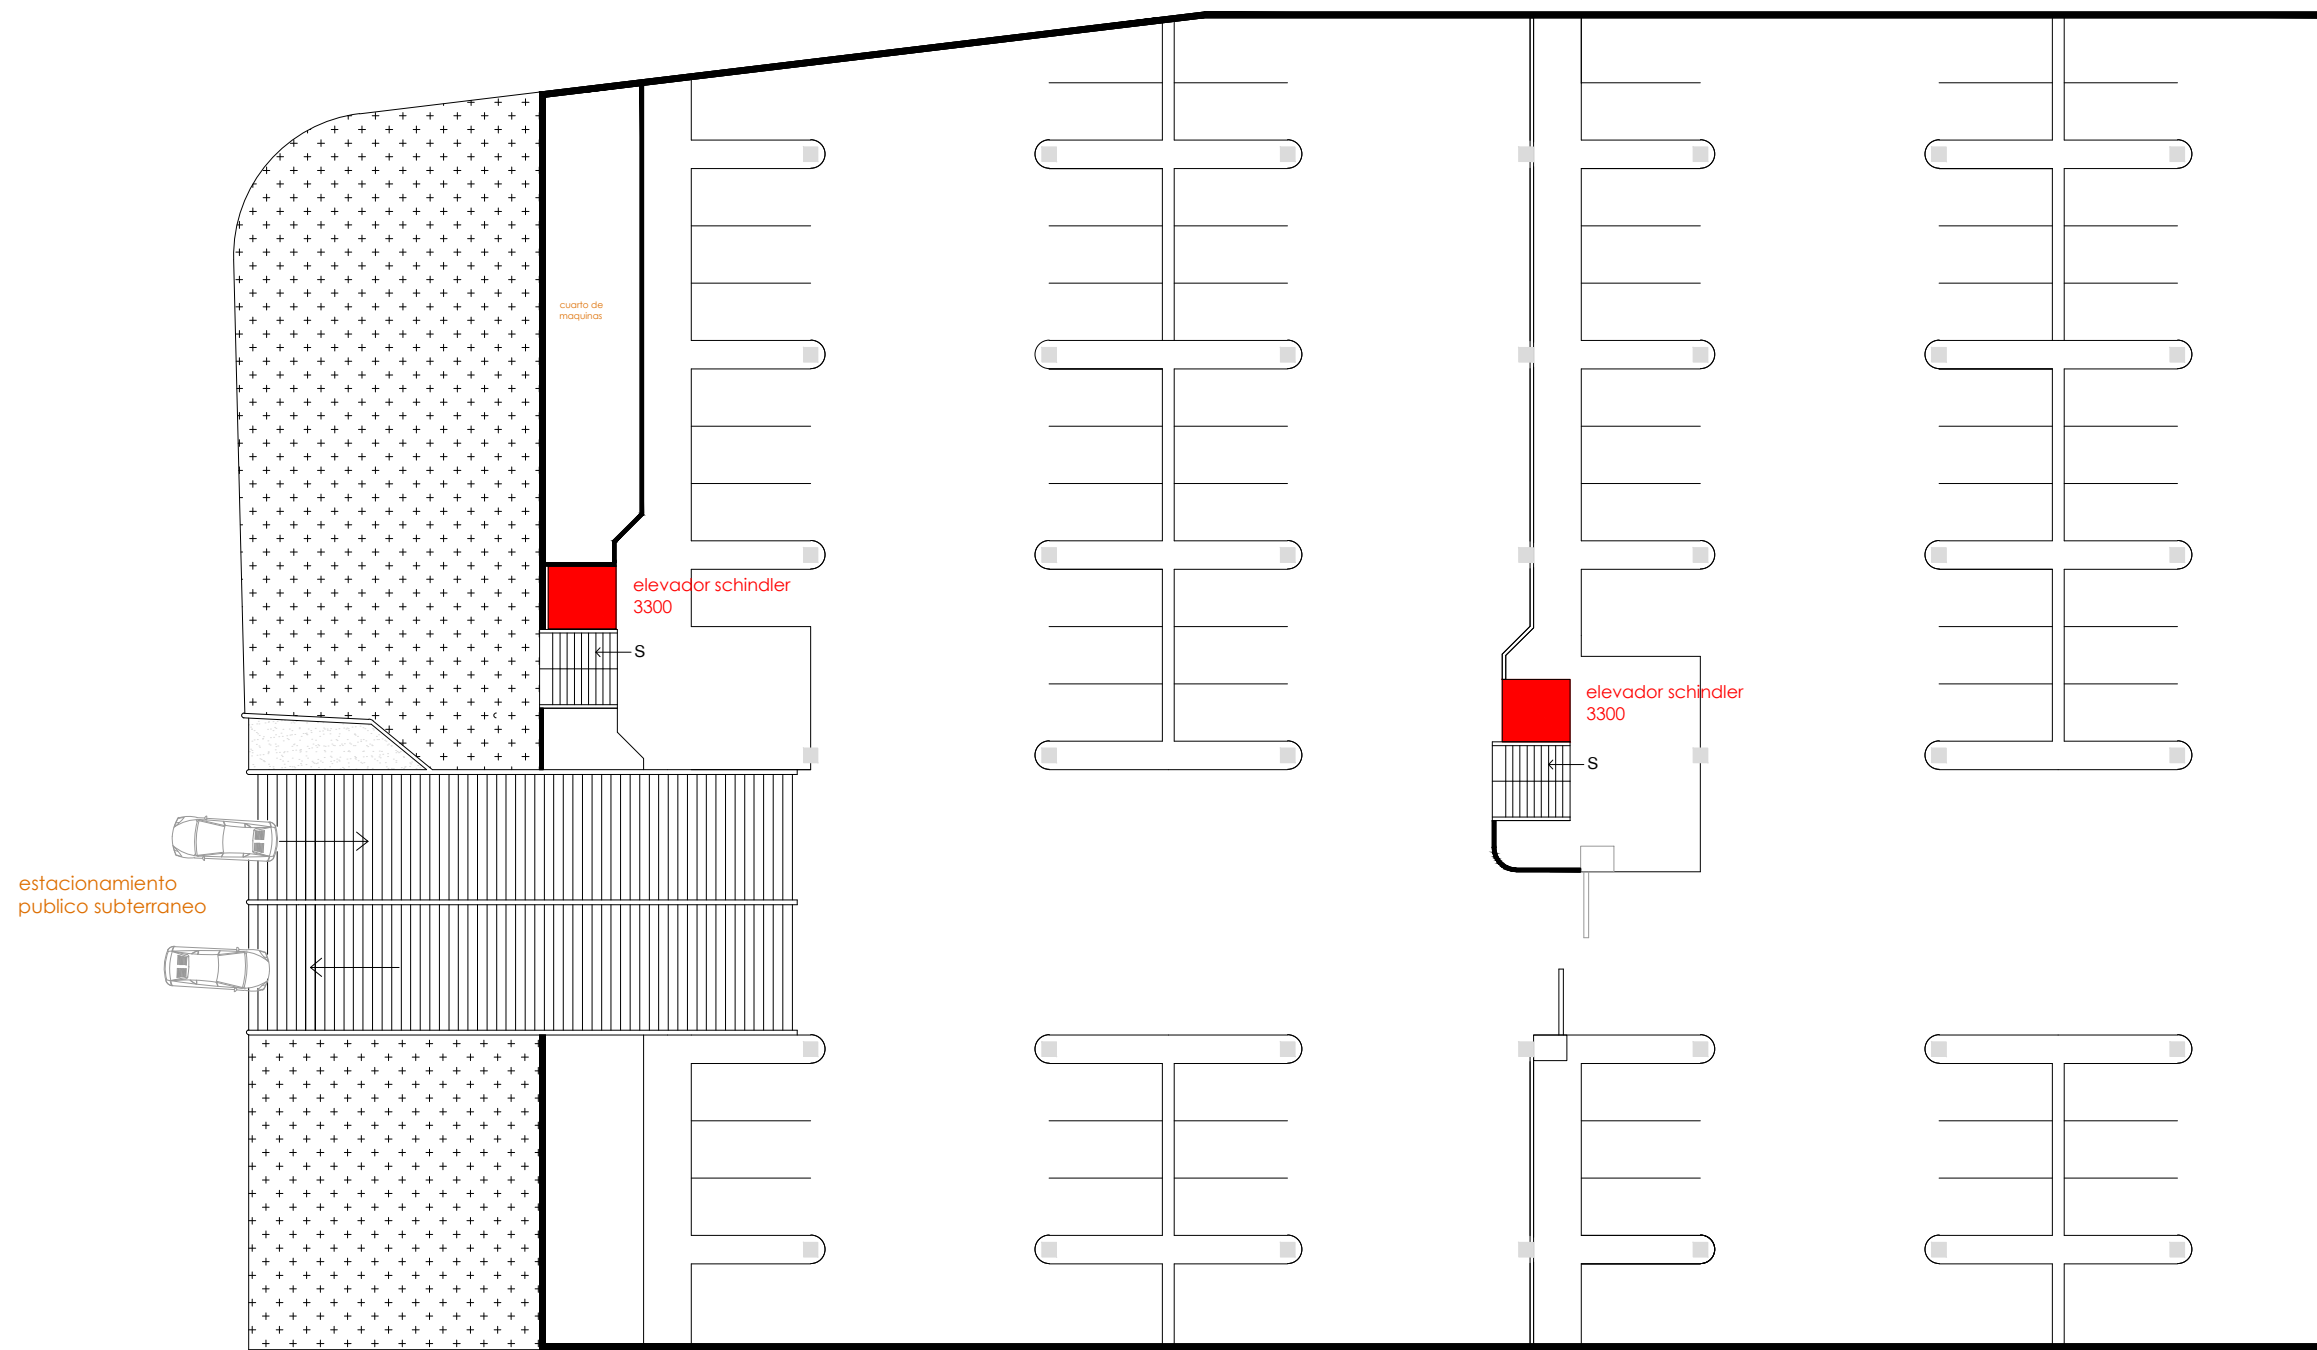 cuarto de
maquinas
elevador schindler
3300
S
elevador schindler
3300
S
estacionamiento
publico subterraneo